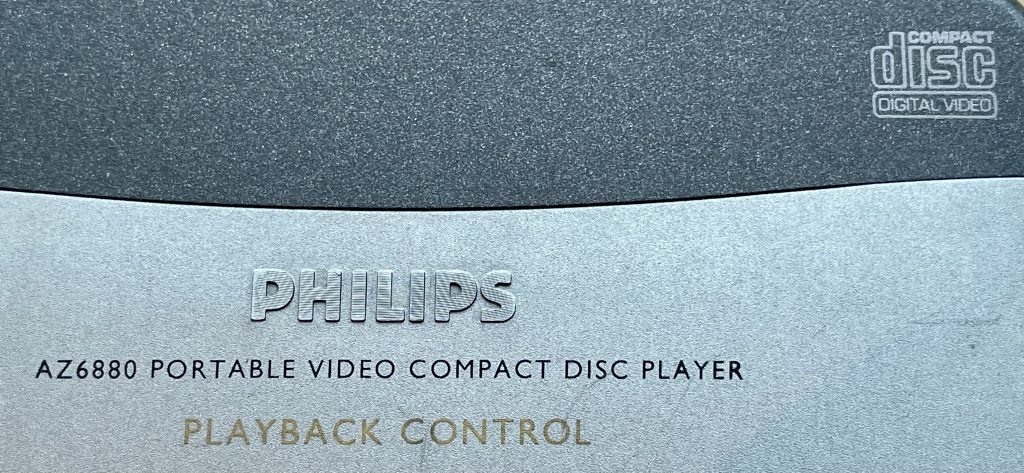 COMPACT
disc
DIGITAL VIDEO
PHILIPS
AZ6880 PORTABLE VIDEO COMPACT DISC PLAYER
PLAYBACK CONTROL